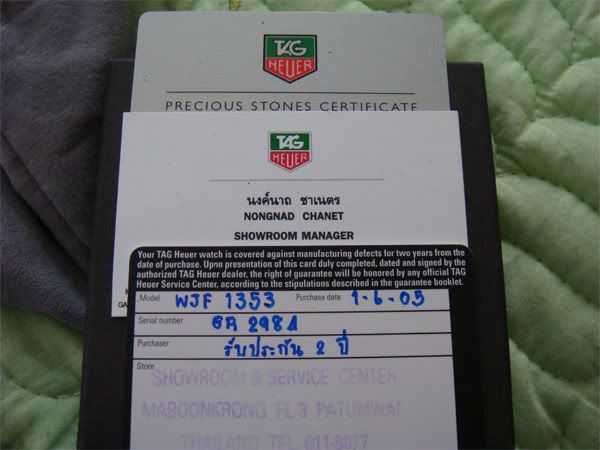 TAG
HEUER
PRECIOUS STONES CERTIFICATE
TAG
HEUER
นงค์นาถ ชาเนตร
NONGNAD CHANET
SHOWROOM MANAGER
Your TAG Heuer watch is covered against manufacturing defects for two years from the
date of purchase. Upon presentation of this card duly completed, dated and signed by the
authorized TAG Heuer dealer, the right of guarantee will be honored by any official TAG
Heuer Service Center, according to the stipulations described in the guarantee booklet.
Model WJF 1353 Purchase date 1-6-05
Serial number
Purchaser รับประกัน 2 ปี
Store
SHOWROOM & SERVICE CENTER
MABOONKRONG FL 3 PATUMWAN
THAILAND TEL 611-8077